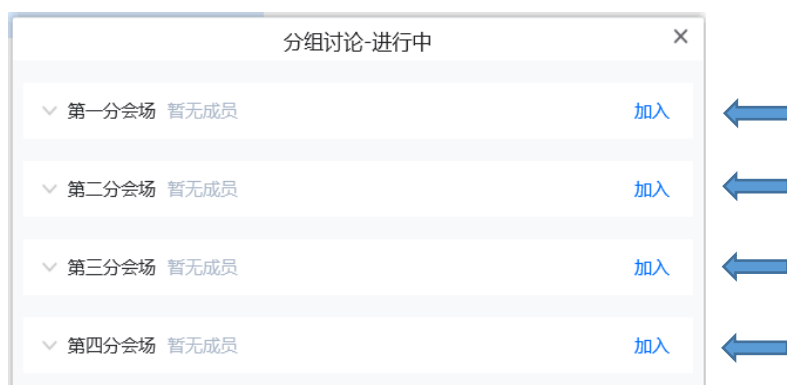 分组讨论-进行中
第一分会场 暂无成员 加入
第二分会场 暂无成员 加入
第三分会场 暂无成员 加入
第四分会场 暂无成员 加入